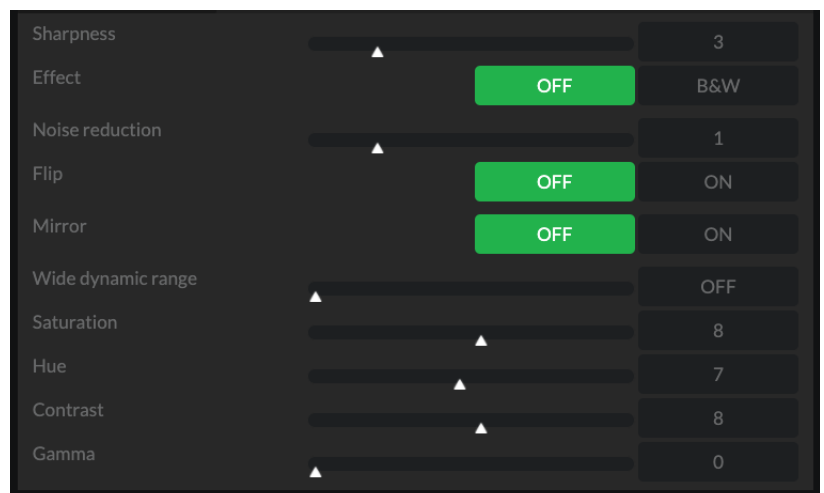 Sharpness 3
Effect OFF B&W
Noise reduction 1
Flip OFF ON
Mirror OFF ON
Wide dynamic range OFF
Saturation 8
Hue 7
Contrast 8
Gamma 0